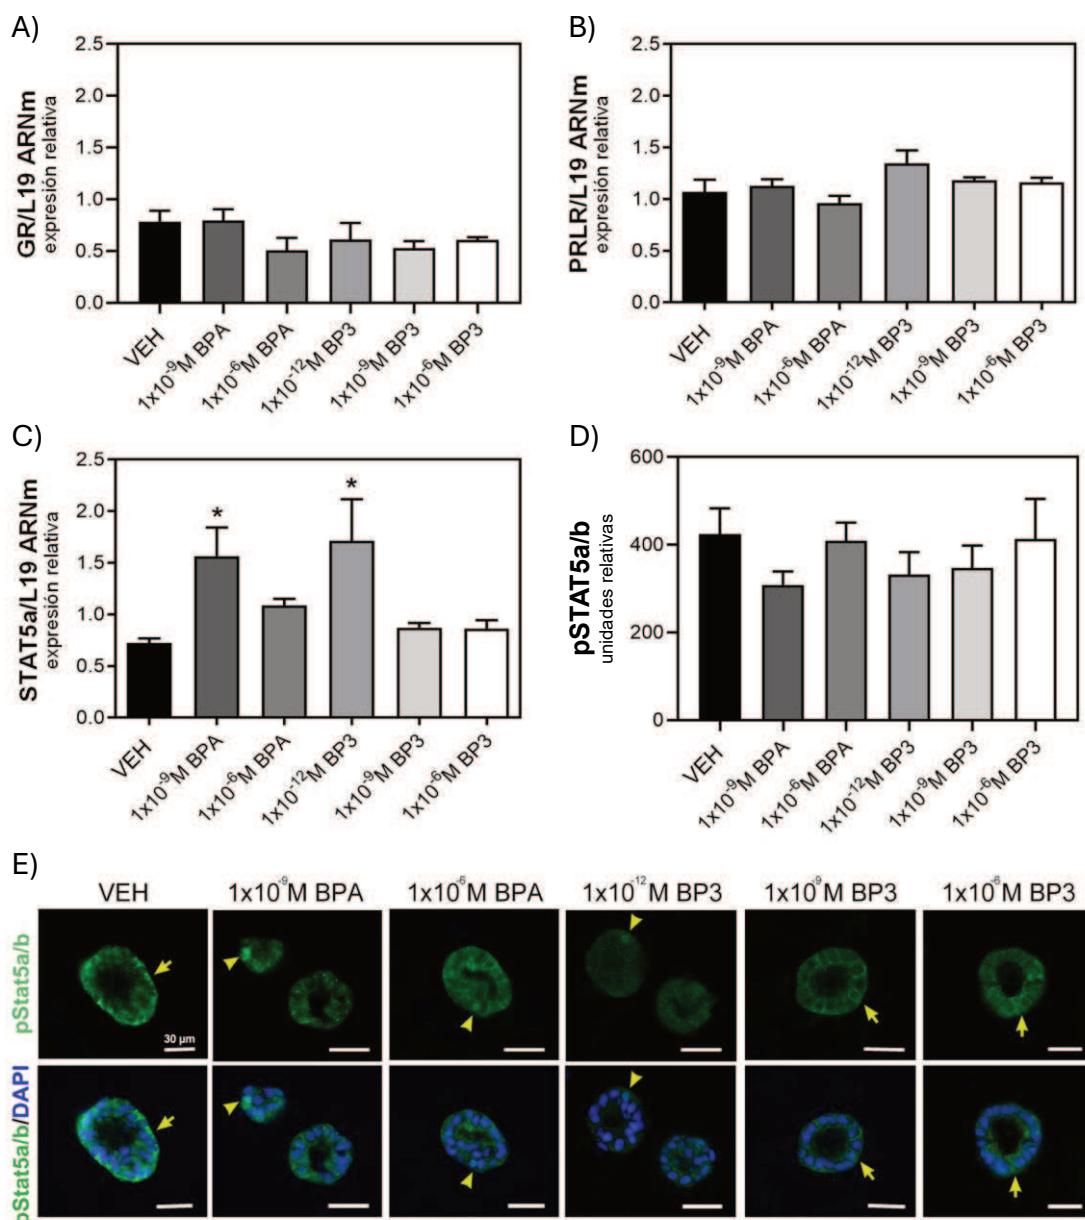 A)
GR/L19 ARNm
expresión relativa
2.5
2.0
1.5
1.0
0.5
0.0
VEH
1x10⁻⁹M BPA
1x10⁻⁶M BPA
1x10⁻¹²M BP3
1x10⁻⁹M BP3
1x10⁻⁶M BP3
B)
PRLR/L19 ARNm
expresión relativa
2.5
2.0
1.5
1.0
0.5
0.0
VEH
1x10⁻⁹M BPA
1x10⁻⁶M BPA
1x10⁻¹²M BP3
1x10⁻⁹M BP3
1x10⁻⁶M BP3
C)
STAT5a/L19 ARNm
expresión relativa
2.5
2.0
1.5
1.0
0.5
0.0
*
*
VEH
1x10⁻⁹M BPA
1x10⁻⁶M BPA
1x10⁻¹²M BP3
1x10⁻⁹M BP3
1x10⁻⁶M BP3
D)
pSTAT5a/b
unidades relativas
600
400
200
0
VEH
1x10⁻⁹M BPA
1x10⁻⁶M BPA
1x10⁻¹²M BP3
1x10⁻⁹M BP3
1x10⁻⁶M BP3
E)
VEH
1x10⁻⁹M BPA
1x10⁻⁶M BPA
1x10⁻¹²M BP3
1x10⁻⁹M BP3
1x10⁻⁶M BP3
pStat5a/b
30 µm
pStat5a/b/DAPI